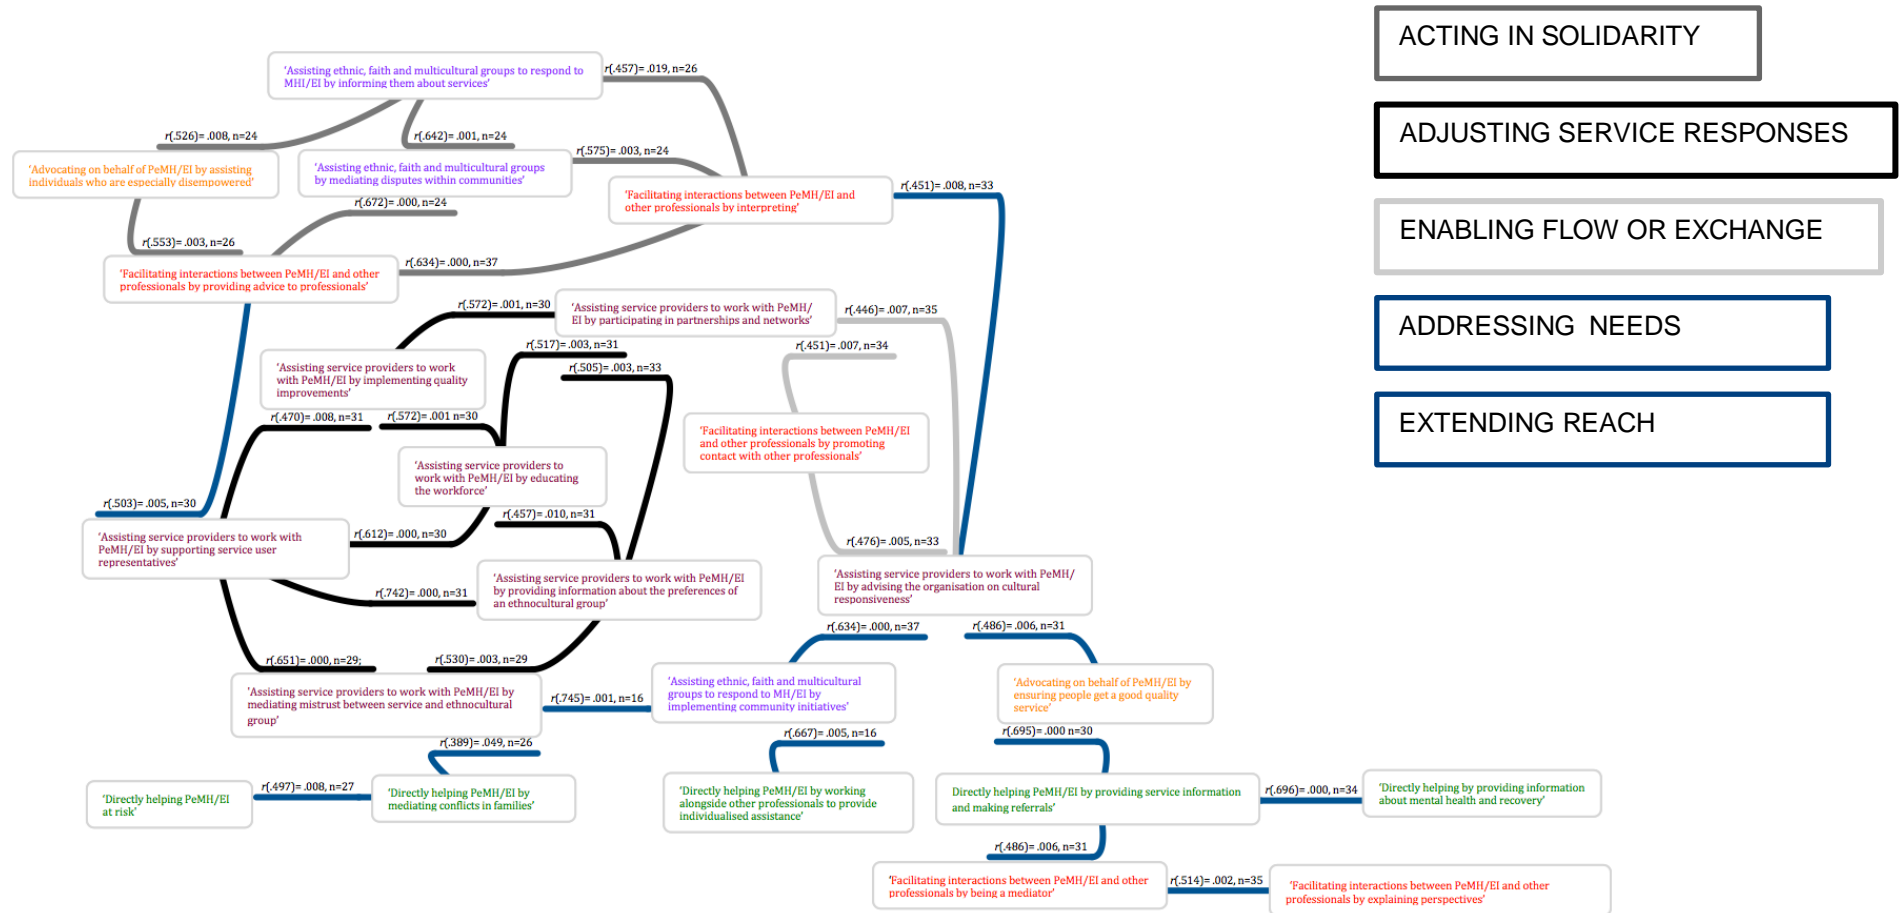 ACTING IN SOLIDARITY
ADJUSTING SERVICE RESPONSES
ENABLING FLOW OR EXCHANGE
ADDRESSING NEEDS
EXTENDING REACH
'Assisting ethnic, faith and multicultural groups to respond to
MHI/EI by informing them about services'
r(.457)= .019, n=26
r(.526)= .008, n=24
r(.642)= .001, n=24
'Advocating on behalf of PeMH/EI by assisting
individuals who are especially disempowered'
'Assisting ethnic, faith and multicultural groups
by mediating disputes within communities'
r(.575)= .003, n=24
'Facilitating interactions between PeMH/EI and
other professionals by interpreting'
r(.451)= .008, n=33
r(.672)= .000, n=24
r(.553)= .003, n=26
'Facilitating interactions between PeMH/EI and other
professionals by providing advice to professionals'
r(.634)= .000, n=37
r(.572)= .001, n=30
'Assisting service providers to work with PeMH/
EI by participating in partnerships and networks'
r(.446)= .007, n=35
r(.517)= .003, n=31
r(.451)= .007, n=34
r(.505)= .003, n=33
'Assisting service providers to work
with PeMH/EI by implementing quality
improvements'
r(.470)= .008, n=31
r(.572)= .001 n=30
'Facilitating interactions between PeMH/EI
and other professionals by promoting
contact with other professionals'
'Assisting service providers to
work with PeMH/EI by educating
the workforce'
r(.503)= .005, n=30
r(.457)= .010, n=31
'Assisting service providers to work with
PeMH/EI by supporting service user
representatives'
r(.612)= .000, n=30
r(.476)= .005, n=33
'Assisting service providers to work with PeMH/EI
by providing information about the preferences of
an ethnocultural group'
'Assisting service providers to work with PeMH/
EI by advising the organisation on cultural
responsiveness'
r(.742)= .000, n=31
r(.634)= .000, n=37
r(.486)= .006, n=31
r(.651)= .000, n=29;
r(.530)= .003, n=29
'Assisting service providers to work with PeMH/EI by
mediating mistrust between service and ethnocultural
group'
r(.745)= .001, n=16
'Assisting ethnic, faith and multicultural
groups to respond to MH/EI by
implementing community initiatives'
'Advocating on behalf of PeMH/EI by
ensuring people get a good quality
service'
r(.389)= .049, n=26
r(.667)= .005, n=16
r(.695)= .000 n=30
'Directly helping PeMH/EI
at risk'
r(.497)= .008, n=27
'Directly helping PeMH/EI by
mediating conflicts in families'
'Directly helping PeMH/EI by working
alongside other professionals to provide
individualised assistance'
Directly helping PeMH/EI by providing service information
and making referrals'
r(.696)= .000, n=34
'Directly helping by providing information
about mental health and recovery'
r(.486)= .006, n=31
'Facilitating interactions between PeMH/EI and other
professionals by being a mediator'
r(.514)= .002, n=35
'Facilitating interactions between PeMH/EI and other
professionals by explaining perspectives'